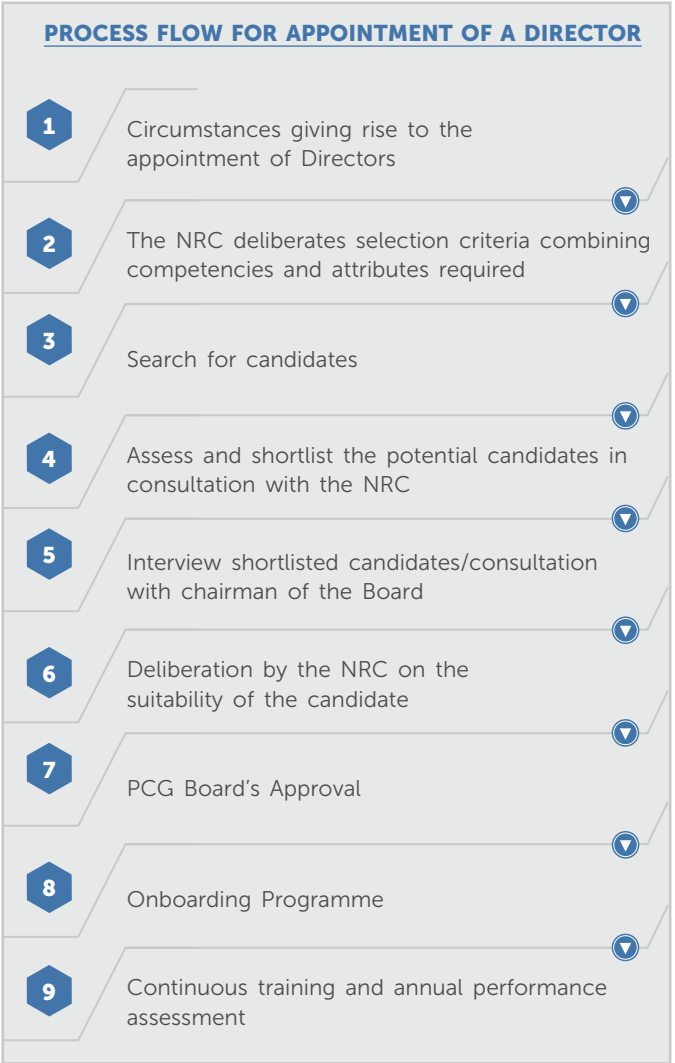 PROCESS FLOW FOR APPOINTMENT OF A DIRECTOR
1
Circumstances giving rise to the
appointment of Directors
2
The NRC deliberates selection criteria combining
competencies and attributes required
3
Search for candidates
4
Assess and shortlist the potential candidates in
consultation with the NRC
5
Interview shortlisted candidates/consultation
with chairman of the Board
6
Deliberation by the NRC on the
suitability of the candidate
7
PCG Board's Approval
8
Onboarding Programme
9
Continuous training and annual performance
assessment